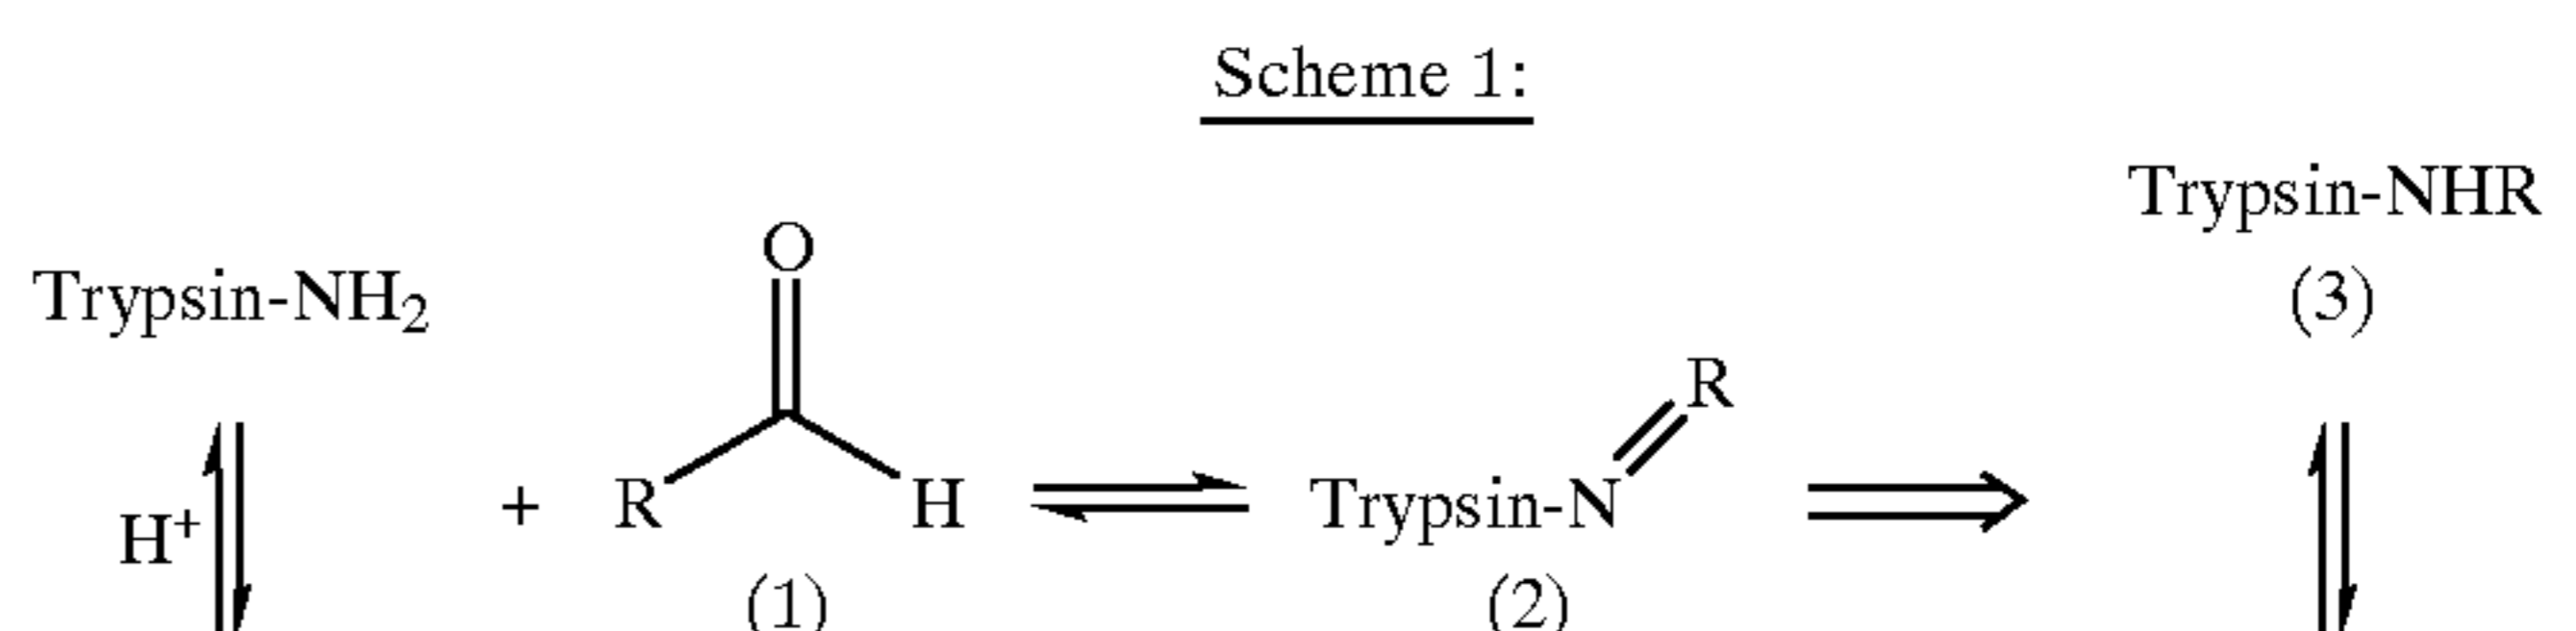 Scheme 1:
Trypsin-NHR
(3)
Trypsin-NH₂
O
R
H⁺
+
R
H
Trypsin-N
(1)
(2)